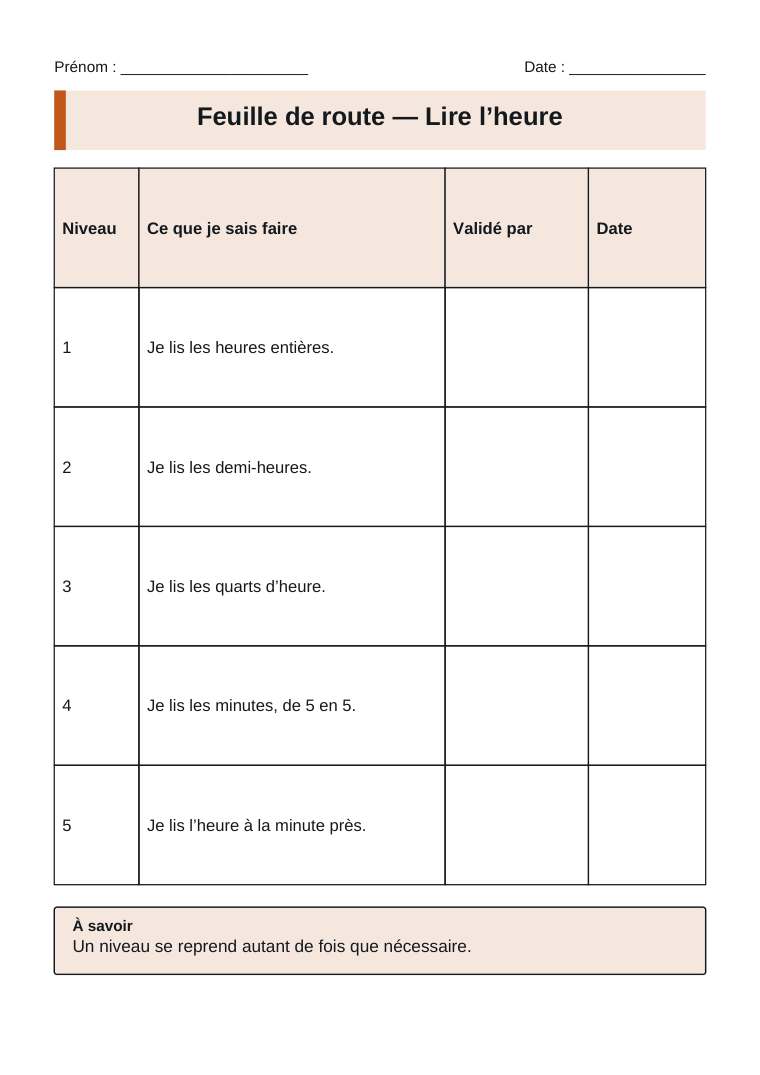 Prénom : ______________________ Date : ________________
Feuille de route — Lire l’heure
Niveau Ce que je sais faire Validé par Date
1 Je lis les heures entières.
2 Je lis les demi-heures.
3 Je lis les quarts d’heure.
4 Je lis les minutes, de 5 en 5.
5 Je lis l’heure à la minute près.
À savoir
Un niveau se reprend autant de fois que nécessaire.